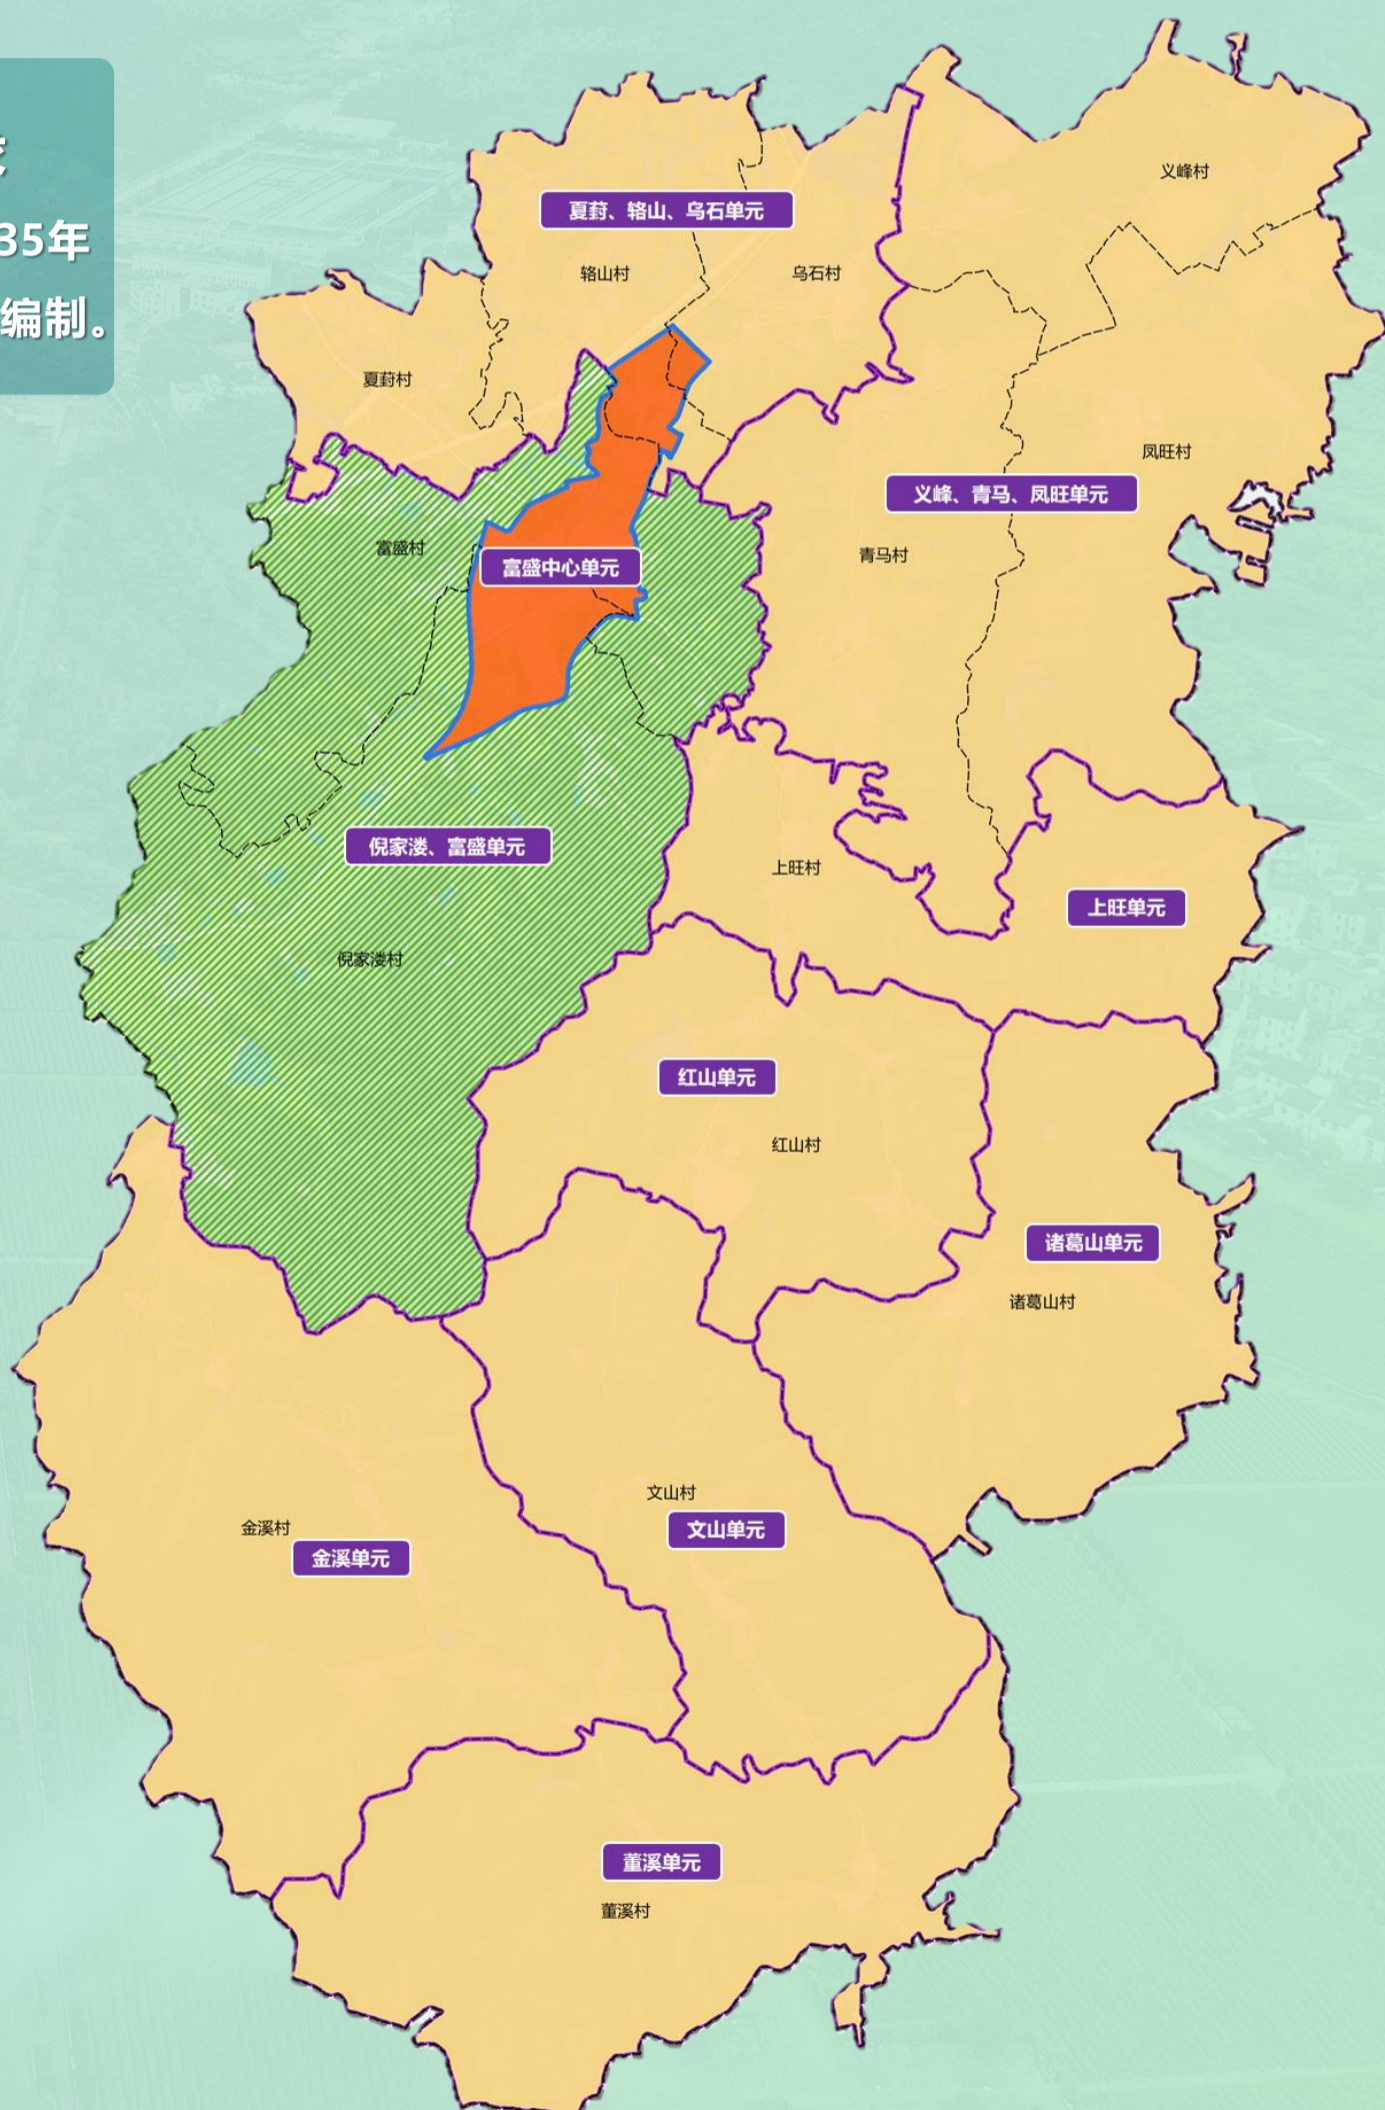 35年
编制。
义峰村
夏葑、辂山、乌石单元
辂山村
乌石村
夏葑村
凤旺村
义峰、青马、凤旺单元
富盛村
青马村
富盛中心单元
倪家溇、富盛单元
上旺村
上旺单元
倪家溇村
红山单元
红山村
诸葛山单元
诸葛山村
文山村
文山单元
金溪村
金溪单元
董溪单元
董溪村